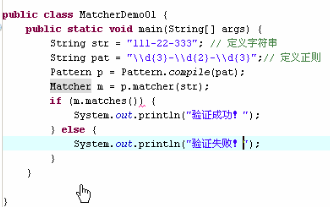 public class MatcherDemo01 {
public static void main(String[] args) {
String str = "111-22-333"; // 定义字符串
String pat = "\\d{3}-\\d{2}-\\d{3}";// 定义正则
Pattern p = Pattern.compile(pat);
Matcher m = p.matcher(str);
if (m.matches()) {
System.out.println("验证成功！");
} else {
System.out.println("验证失败！");
}
}
}